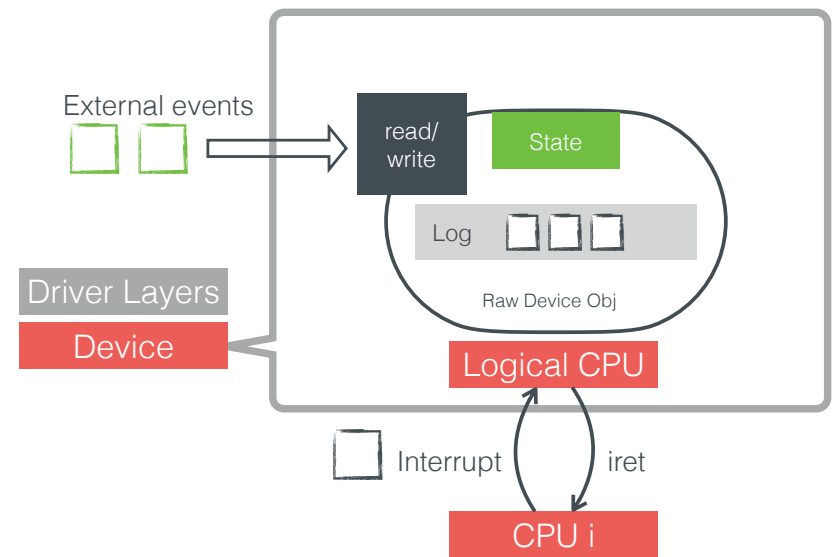 External events
read/
write
State
Log
Raw Device Obj
Driver Layers
Device
Logical CPU
Interrupt
iret
CPU i